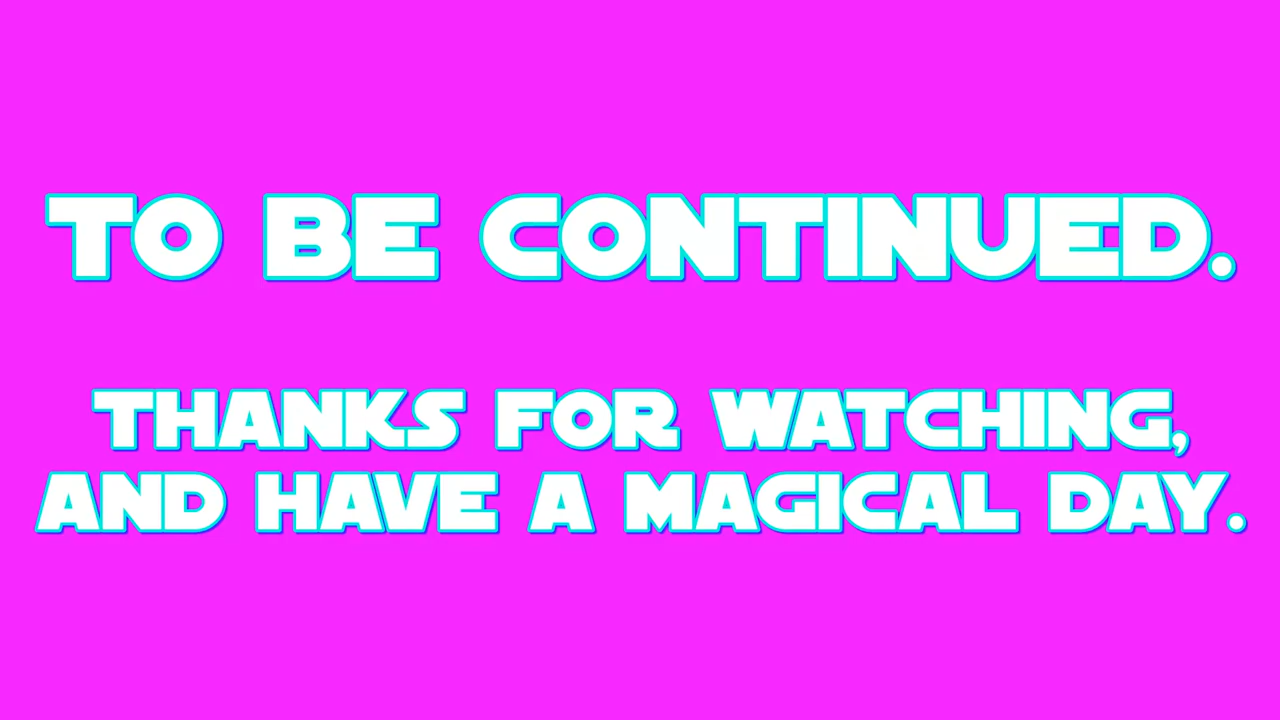 TO BE CONTINUED.
THANKS FOR WATCHING,
AND HAVE A MAGICAL DAY.